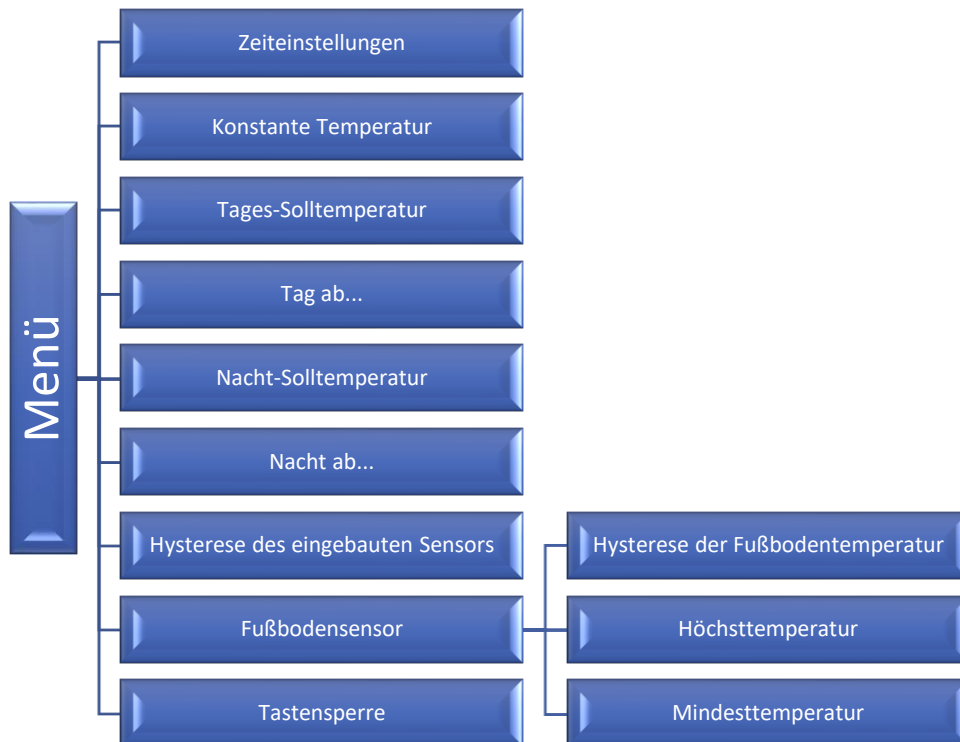 Menü
Zeiteinstellungen
Konstante Temperatur
Tages-Solltemperatur
Tag ab...
Nacht-Solltemperatur
Nacht ab...
Hysterese des eingebauten Sensors
Fußbodensensor
Hysterese der Fußbodentemperatur
Höchsttemperatur
Mindesttemperatur
Tastensperre